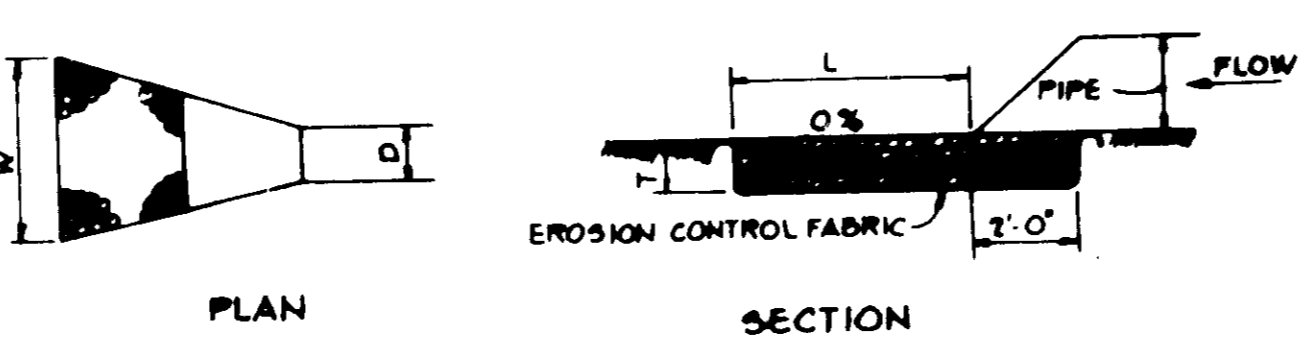 W
D
PLAN
L
0%
PIPE
FLOW
T
EROSION CONTROL FABRIC
2'-0"
SECTION